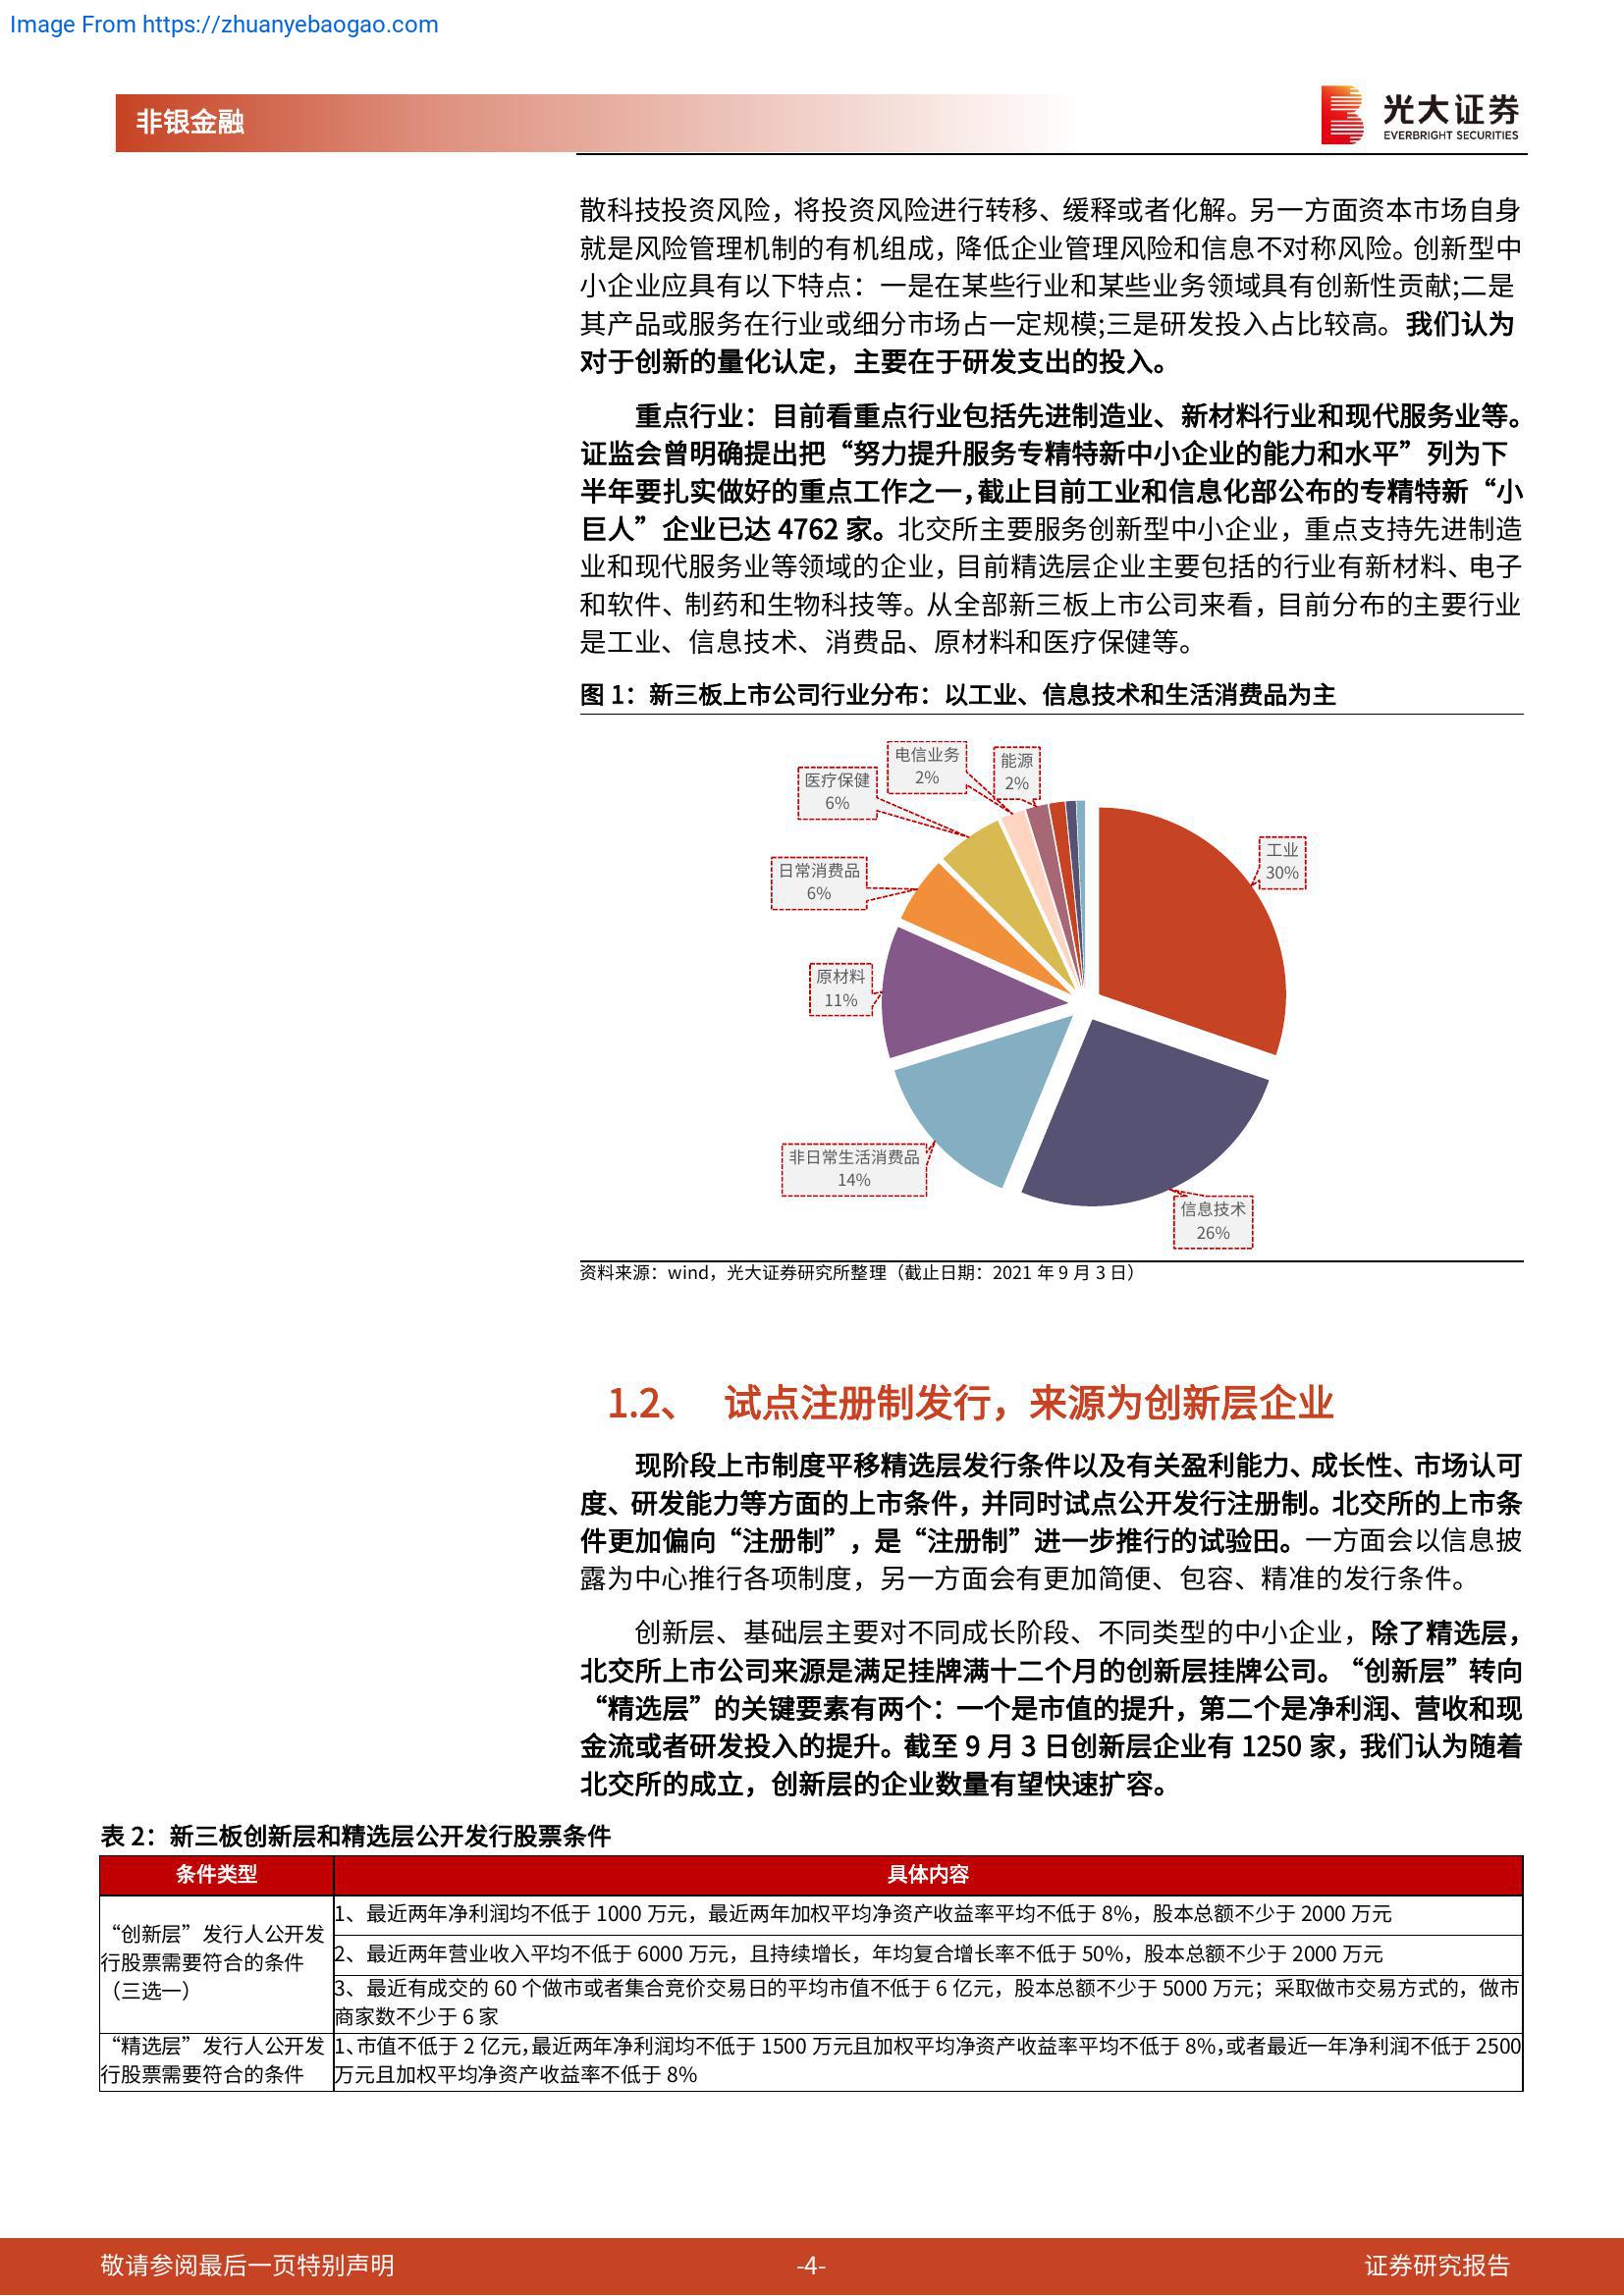 Image From https://zhuanyebaogao.com
非银金融
光大证券
EVERBRIGHT SECURITIES
散科技投资风险，将投资风险进行转移、缓释或者化解。另一方面资本市场自身
就是风险管理机制的有机组成，降低企业管理风险和信息不对称风险。创新型中
小企业应具有以下特点：一是在某些行业和某些业务领域具有创新性贡献;二是
其产品或服务在行业或细分市场占一定规模;三是研发投入占比较高。我们认为
对于创新的量化认定，主要在于研发支出的投入。
重点行业：目前看重点行业包括先进制造业、新材料行业和现代服务业等。
证监会曾明确提出把“努力提升服务专精特新中小企业的能力和水平”列为下
半年要扎实做好的重点工作之一，截止目前工业和信息化部公布的专精特新“小
巨人”企业已达 4762 家。北交所主要服务创新型中小企业，重点支持先进制造
业和现代服务业等领域的企业，目前精选层企业主要包括的行业有新材料、电子
和软件、制药和生物科技等。从全部新三板上市公司来看，目前分布的主要行业
是工业、信息技术、消费品、原材料和医疗保健等。
图 1：新三板上市公司行业分布：以工业、信息技术和生活消费品为主
电信业务
2%
能源
2%
医疗保健
6%
工业
30%
日常消费品
6%
原材料
11%
非日常生活消费品
14%
信息技术
26%
资料来源：wind，光大证券研究所整理（截止日期：2021 年 9 月 3 日）
1.2、 试点注册制发行，来源为创新层企业
现阶段上市制度平移精选层发行条件以及有关盈利能力、成长性、市场认可
度、研发能力等方面的上市条件，并同时试点公开发行注册制。北交所的上市条
件更加偏向“注册制”，是“注册制”进一步推行的试验田。一方面会以信息披
露为中心推行各项制度，另一方面会有更加简便、包容、精准的发行条件。
创新层、基础层主要对不同成长阶段、不同类型的中小企业，除了精选层，
北交所上市公司来源是满足挂牌满十二个月的创新层挂牌公司。“创新层”转向
“精选层”的关键要素有两个：一个是市值的提升，第二个是净利润、营收和现
金流或者研发投入的提升。截至 9 月 3 日创新层企业有 1250 家，我们认为随着
北交所的成立，创新层的企业数量有望快速扩容。
表 2：新三板创新层和精选层公开发行股票条件
条件类型 具体内容
“创新层”发行人公开发
行股票需要符合的条件
（三选一）
1、最近两年净利润均不低于 1000 万元，最近两年加权平均净资产收益率平均不低于 8%，股本总额不少于 2000 万元
2、最近两年营业收入平均不低于 6000 万元，且持续增长，年均复合增长率不低于 50%，股本总额不少于 2000 万元
3、最近有成交的 60 个做市或者集合竞价交易日的平均市值不低于 6 亿元，股本总额不少于 5000 万元；采取做市交易方式的，做市
商家数不少于 6 家
“精选层”发行人公开发
行股票需要符合的条件
1、市值不低于 2 亿元，最近两年净利润均不低于 1500 万元且加权平均净资产收益率平均不低于 8%，或者最近一年净利润不低于 2500
万元且加权平均净资产收益率不低于 8%
敬请参阅最后一页特别声明
-4-
证券研究报告